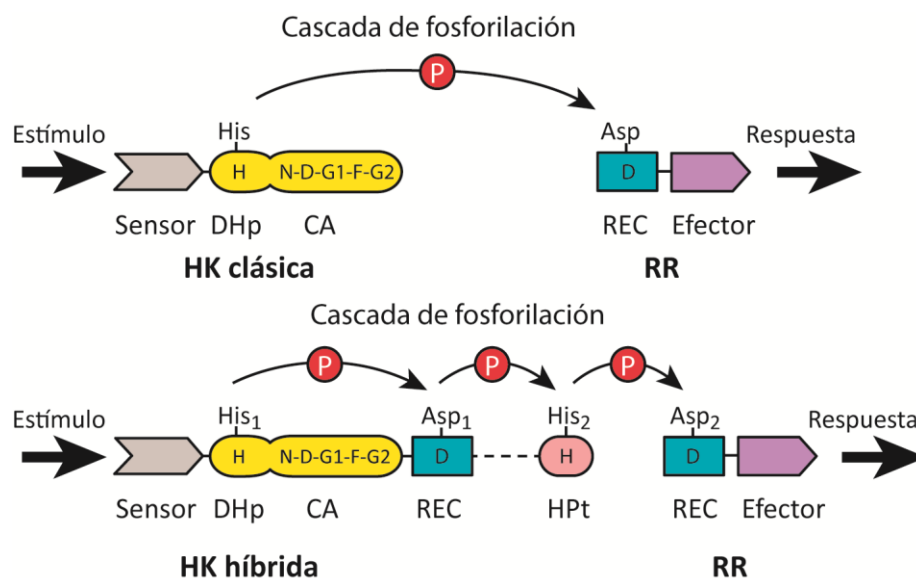 Cascada de fosforilación
P
Estímulo His Asp Respuesta
H N-D-G1-F-G2 D
Sensor DHp CA REC Efector
HK clásica RR
Cascada de fosforilación
P P P
Estímulo His1 Asp1 His2 Asp2 Respuesta
H N-D-G1-F-G2 D H D
Sensor DHp CA REC HPt REC Efector
HK híbrida RR